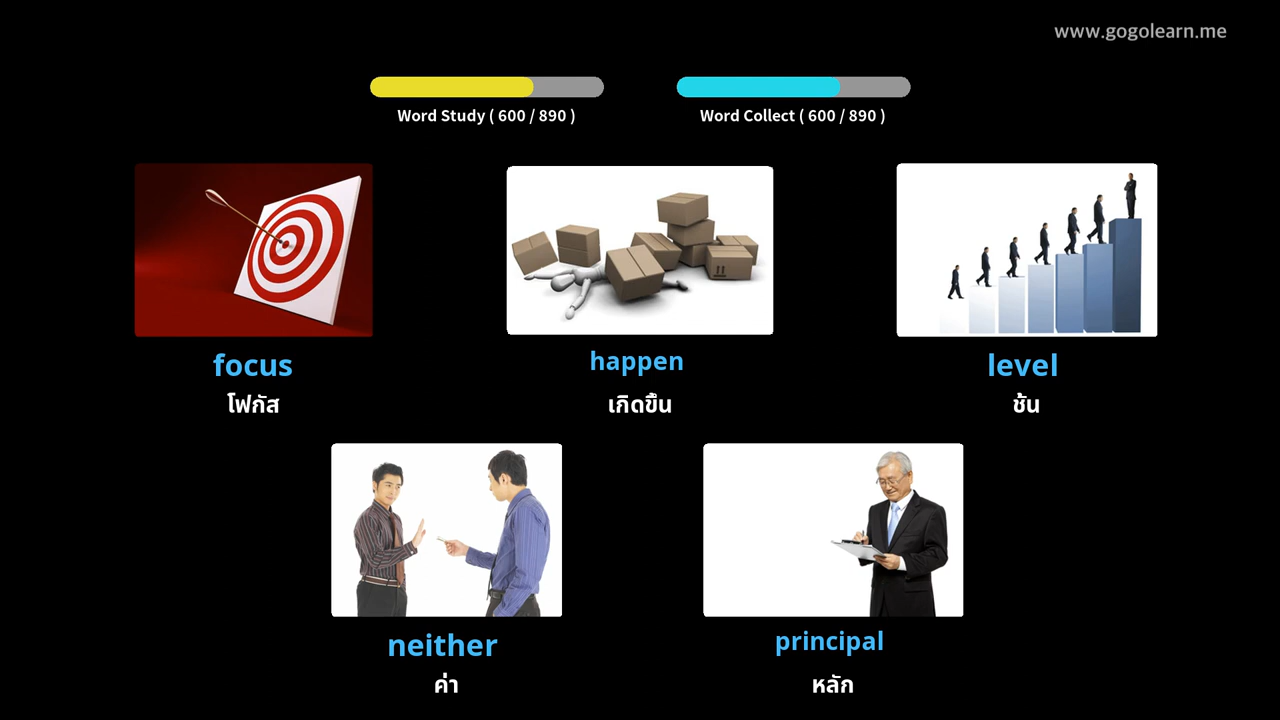 www.gogolearn.me
Word Study ( 600 / 890 )
Word Collect ( 600 / 890 )
focus
happen
level
โฟกัส
เกิดขึ้น
ชั้น
neither
principal
ค่า
หลัก